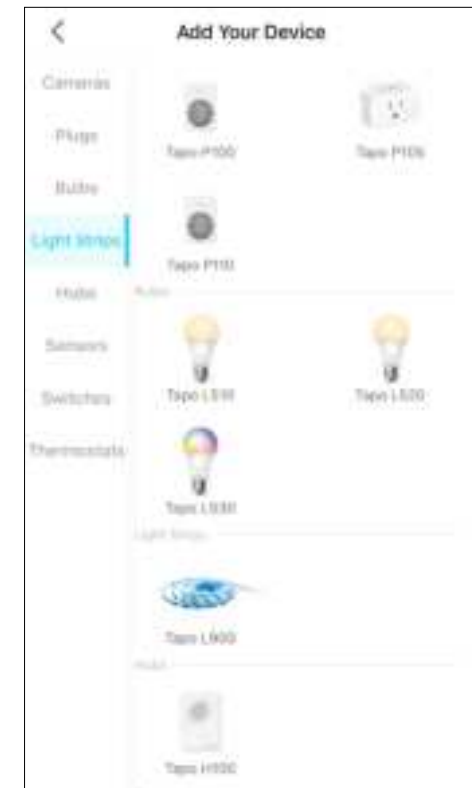 Add Your Device
Cameras
Plugs
Bulbs
Light Strips
Hubs
Sensors
Switches
Thermostats
Tapo P100
Tapo P105
Tapo P110
Bulbs
Tapo L510
Tapo L520
Tapo L530
Light Strips
Tapo L900
Hubs
Tapo H100